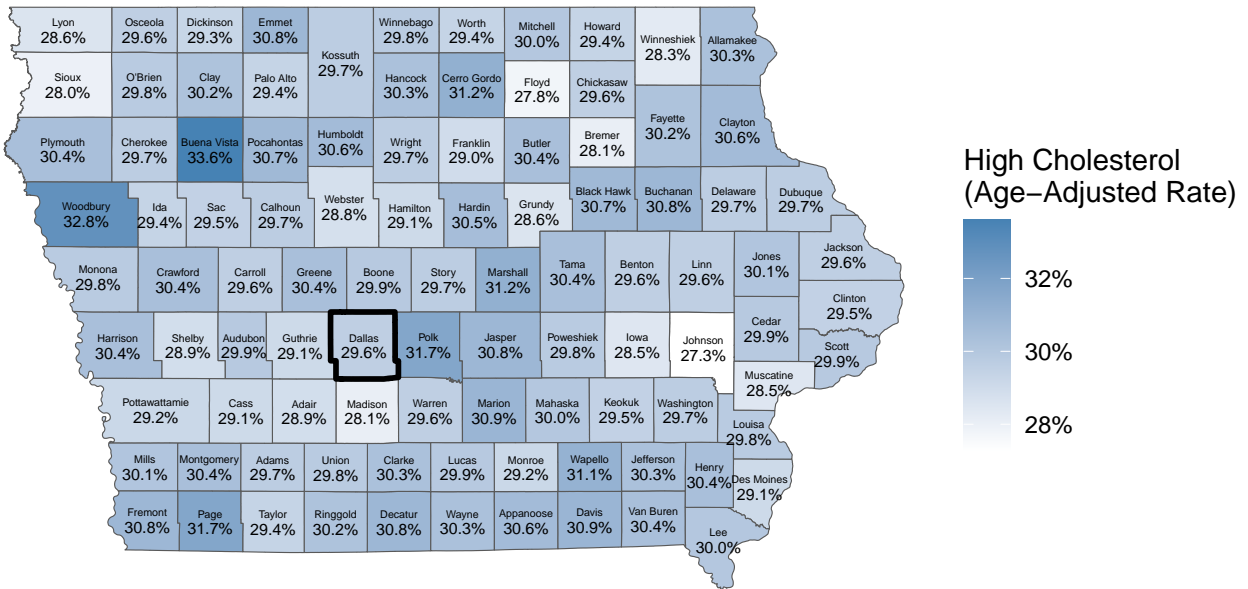 Lyon
28.6%
Osceola
29.6%
Dickinson
29.3%
Emmet
30.8%
Kossuth
29.7%
Winnebago
29.8%
Worth
29.4%
Mitchell
30.0%
Howard
29.4%
Winneshiek
28.3%
Allamakee
30.3%
Sioux
28.0%
O'Brien
29.8%
Clay
30.2%
Palo Alto
29.4%
Hancock
30.3%
Cerro Gordo
31.2%
Floyd
27.8%
Chickasaw
29.6%
Fayette
30.2%
Clayton
30.6%
Plymouth
30.4%
Cherokee
29.7%
Buena Vista
33.6%
Pocahontas
30.7%
Humboldt
30.6%
Wright
29.7%
Franklin
29.0%
Butler
30.4%
Bremer
28.1%
Woodbury
32.8%
Ida
29.4%
Sac
29.5%
Calhoun
29.7%
Webster
28.8%
Hamilton
29.1%
Hardin
30.5%
Grundy
28.6%
Black Hawk
30.7%
Buchanan
30.8%
Delaware
29.7%
Dubuque
29.7%
Monona
29.8%
Crawford
30.4%
Carroll
29.6%
Greene
30.4%
Boone
29.9%
Story
29.7%
Marshall
31.2%
Tama
30.4%
Benton
29.6%
Linn
29.6%
Jones
30.1%
Jackson
29.6%
Clinton
29.5%
Harrison
30.4%
Shelby
28.9%
Audubon
29.9%
Guthrie
29.1%
Dallas
29.6%
Polk
31.7%
Jasper
30.8%
Poweshiek
29.8%
Iowa
28.5%
Johnson
27.3%
Cedar
29.9%
Scott
29.9%
Muscatine
28.5%
Pottawattamie
29.2%
Cass
29.1%
Adair
28.9%
Madison
28.1%
Warren
29.6%
Marion
30.9%
Mahaska
30.0%
Keokuk
29.5%
Washington
29.7%
Louisa
29.8%
Mills
30.1%
Montgomery
30.4%
Adams
29.7%
Union
29.8%
Clarke
30.3%
Lucas
29.9%
Monroe
29.2%
Wapello
31.1%
Jefferson
30.3%
Henry
30.4%
Des Moines
29.1%
Fremont
30.8%
Page
31.7%
Taylor
29.4%
Ringgold
30.2%
Decatur
30.8%
Wayne
30.3%
Appanoose
30.6%
Davis
30.9%
Van Buren
30.4%
Lee
30.0%
High Cholesterol
(Age−Adjusted Rate)
32%
30%
28%